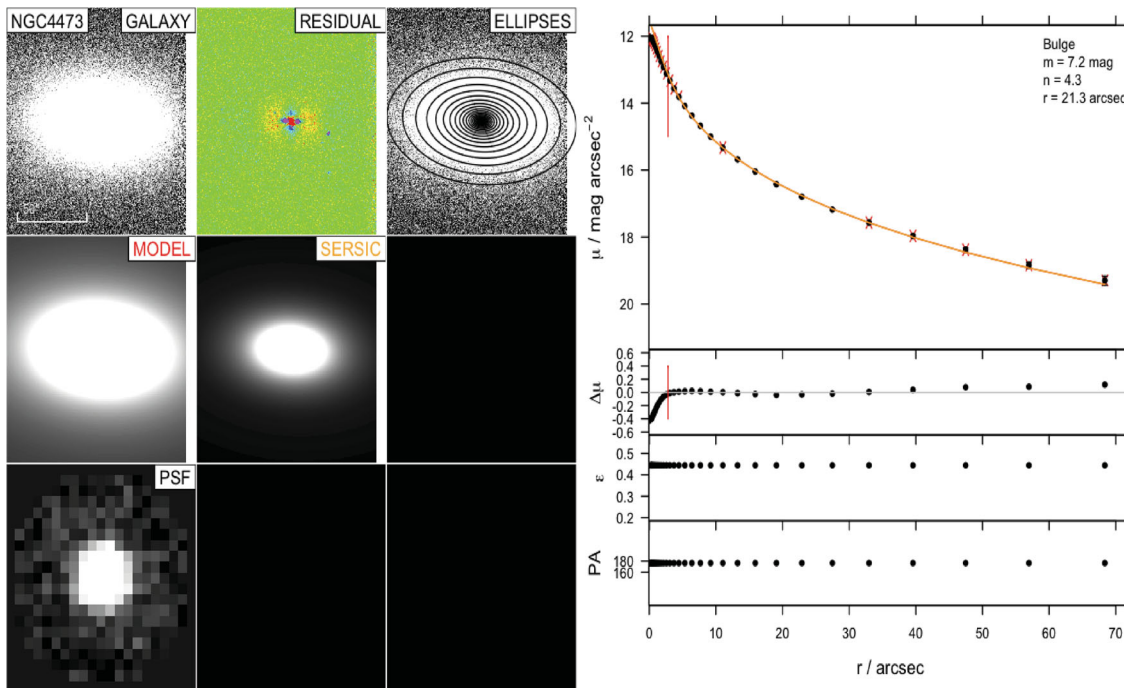 NGC4473
GALAXY
RESIDUAL
ELLIPSES
MODEL
SERSIC
PSF
Bulge
m = 7.2 mag
n = 4.3
r = 21.3 arcsec
μ / mag arcsec⁻²
12
14
16
18
20
Δμ
0.6
0.4
0.2
0.0
-0.2
-0.4
-0.6
ε
0.5
0.4
0.3
0.2
PA
180
160
0 10 20 30 40 50 60 70
r / arcsec